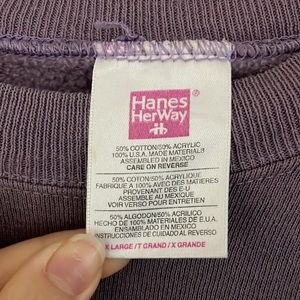 Hanes
HerWay
®
50% COTTON/50% ACRYLIC
100% U.S.A. MADE MATERIALS
ASSEMBLED IN MEXICO
CARE ON REVERSE
50% COTON/50% ACRYLIQUE
FABRIQUE A 100% AVEC DES MATIERES
PROVENANT DES E-U
ASSEMBLE AU MEXIQUE
VOIR VERSO POUR ENTRETIEN
50% ALGODON/50% ACRILICO
HECHO DE 100% MATERIALES DE E.U.A.
ENSAMBLADO EN MEXICO
INSTRUCCIONES DE CUIDADO AL REVERSO
X LARGE/T GRAND/X GRANDE